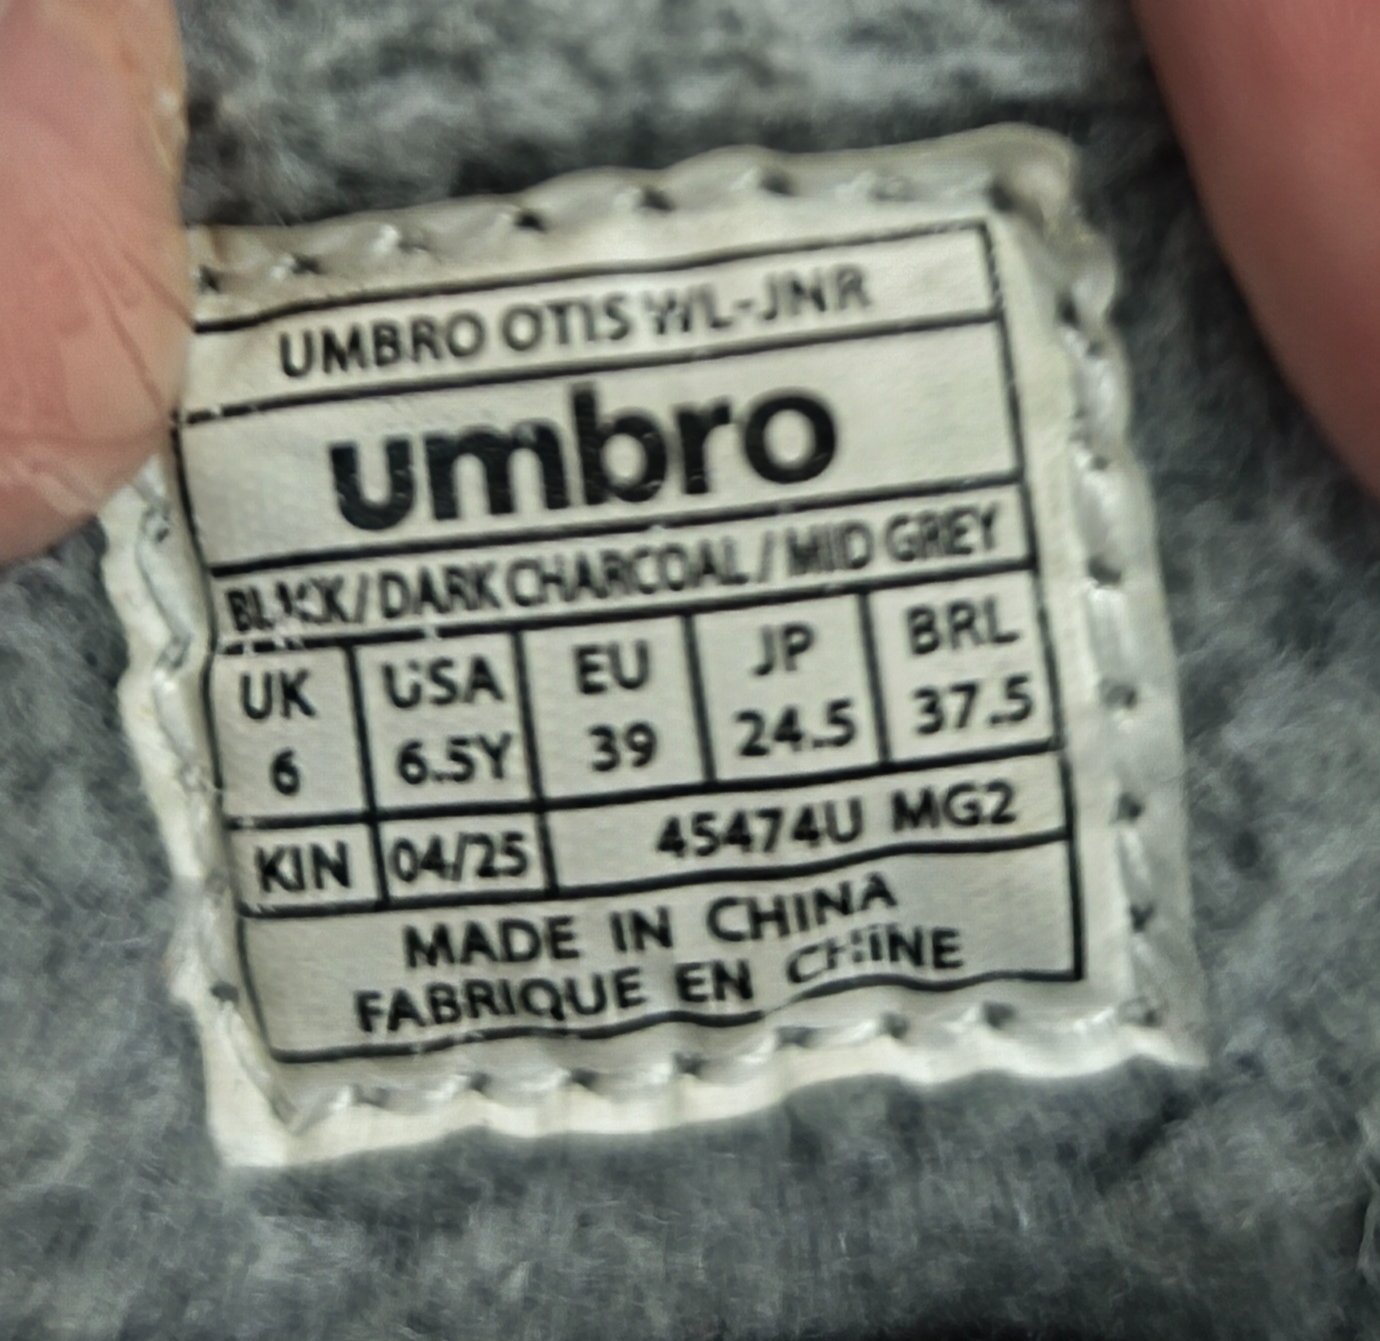 UMBRO OTIS WL-JNR
umbro
BLACK / DARK CHARCOAL / MID GREY
UK USA EU JP BRL
6 6.5Y 39 24.5 37.5
KIN 04/25 45474U MG2
MADE IN CHINA
FABRIQUE EN CHINE